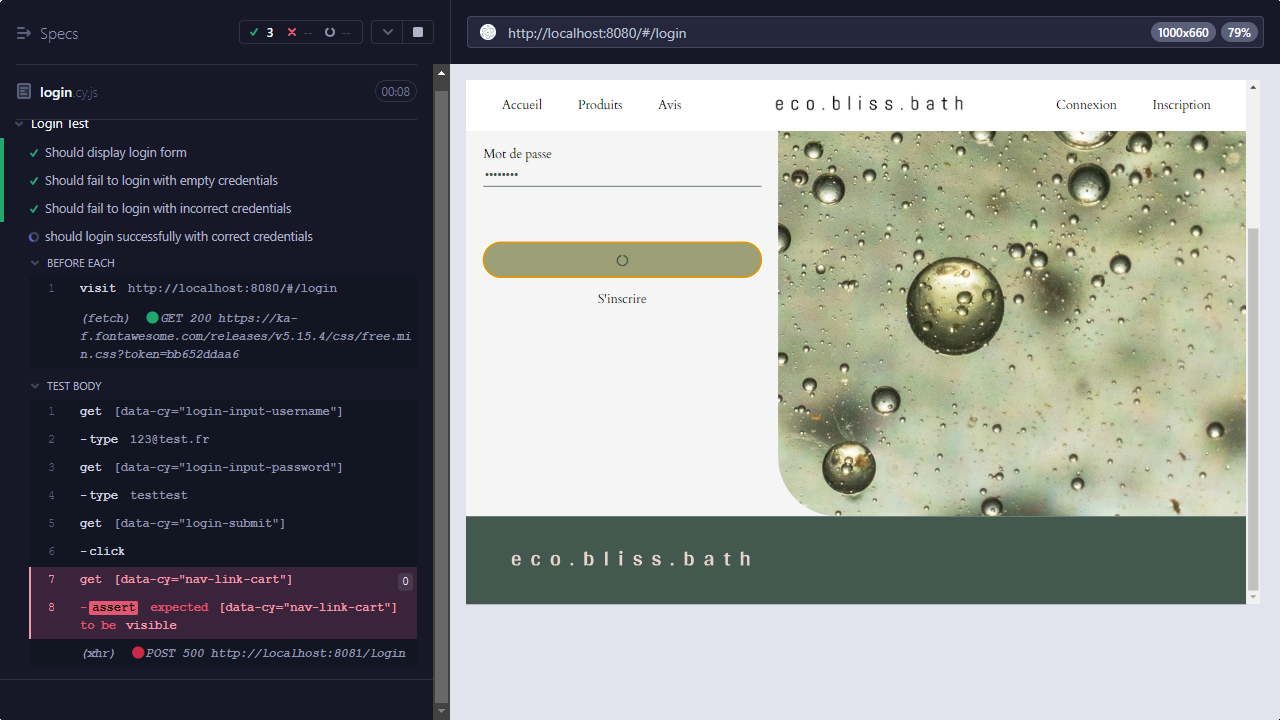 Specs
3 -- --
login cy.js 00:08
Login Test
Should display login form
Should fail to login with empty credentials
Should fail to login with incorrect credentials
should login successfully with correct credentials
BEFORE EACH
1 visit http://localhost:8080/#/login
(fetch) GET 200 https://ka-
f.fontawesome.com/releases/v5.15.4/css/free.mi
n.css?token=bb652ddaa6
TEST BODY
1 get [data-cy="login-input-username"]
2 -type 123@test.fr
3 get [data-cy="login-input-password"]
4 -type testtest
5 get [data-cy="login-submit"]
6 -click
7 get [data-cy="nav-link-cart"] 0
8 -assert expected [data-cy="nav-link-cart"]
to be visible
(xhr) POST 500 http://localhost:8081/login
http://localhost:8080/#/login 1000x660 79%
Accueil Produits Avis eco.bliss.bath Connexion Inscription
Mot de passe
••••••••
S'inscrire
eco.bliss.bath